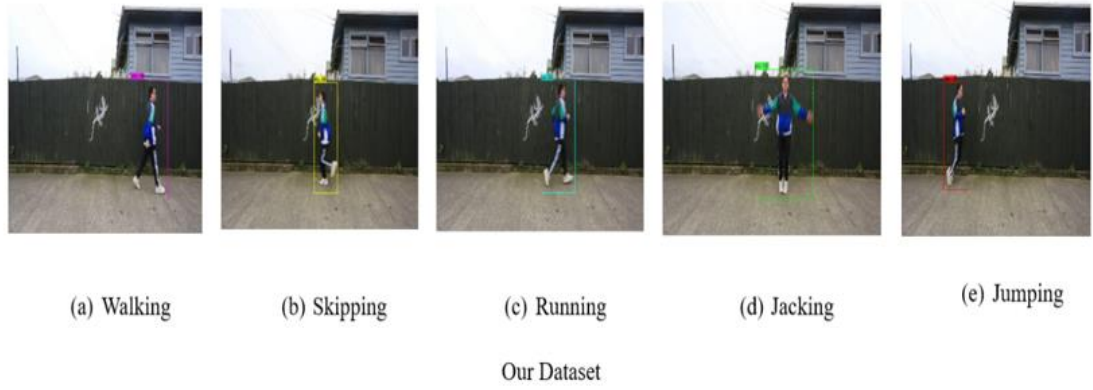 (a) Walking
(b) Skipping
(c) Running
(d) Jacking
(e) Jumping
Our Dataset